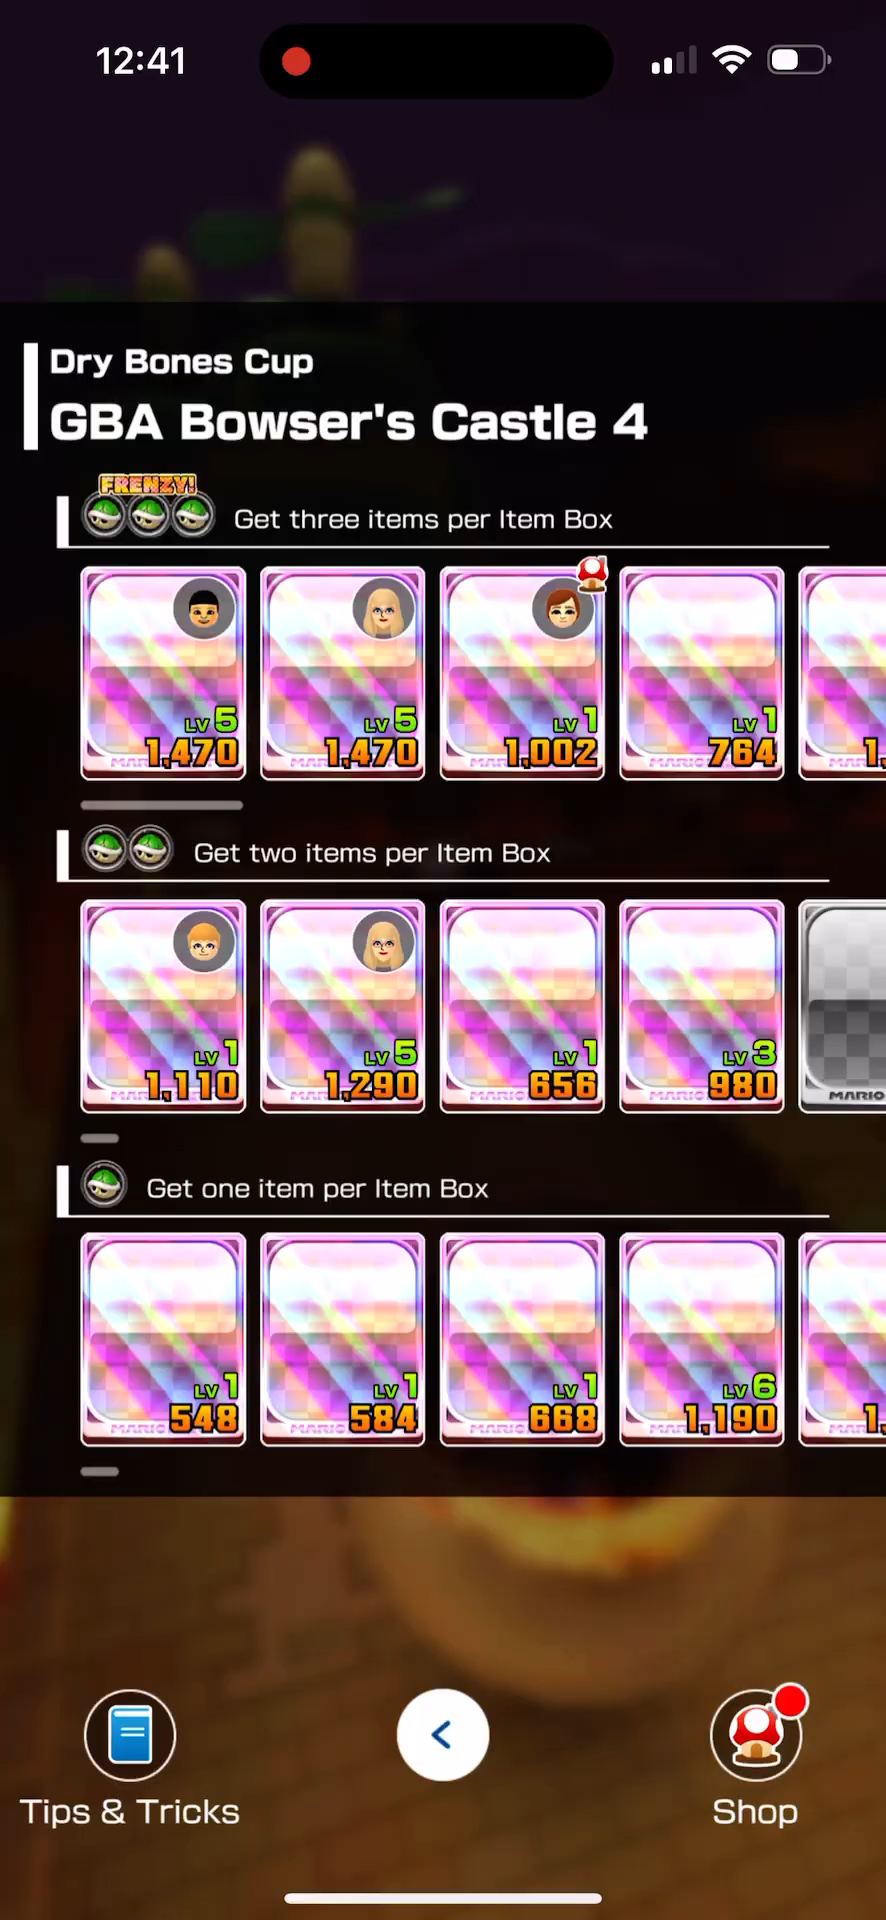 12:41
Dry Bones Cup
GBA Bowser's Castle 4
FRENZY!
Get three items per Item Box
LV 5
1,470
LV 5
1,470
LV 1
1,002
LV 1
764
1,
Get two items per Item Box
LV 1
1,110
LV 5
1,290
LV 1
656
LV 3
980
MARIO
Get one item per Item Box
LV 1
548
LV 1
584
LV 1
668
LV 6
1,190
1,
Tips & Tricks
Shop